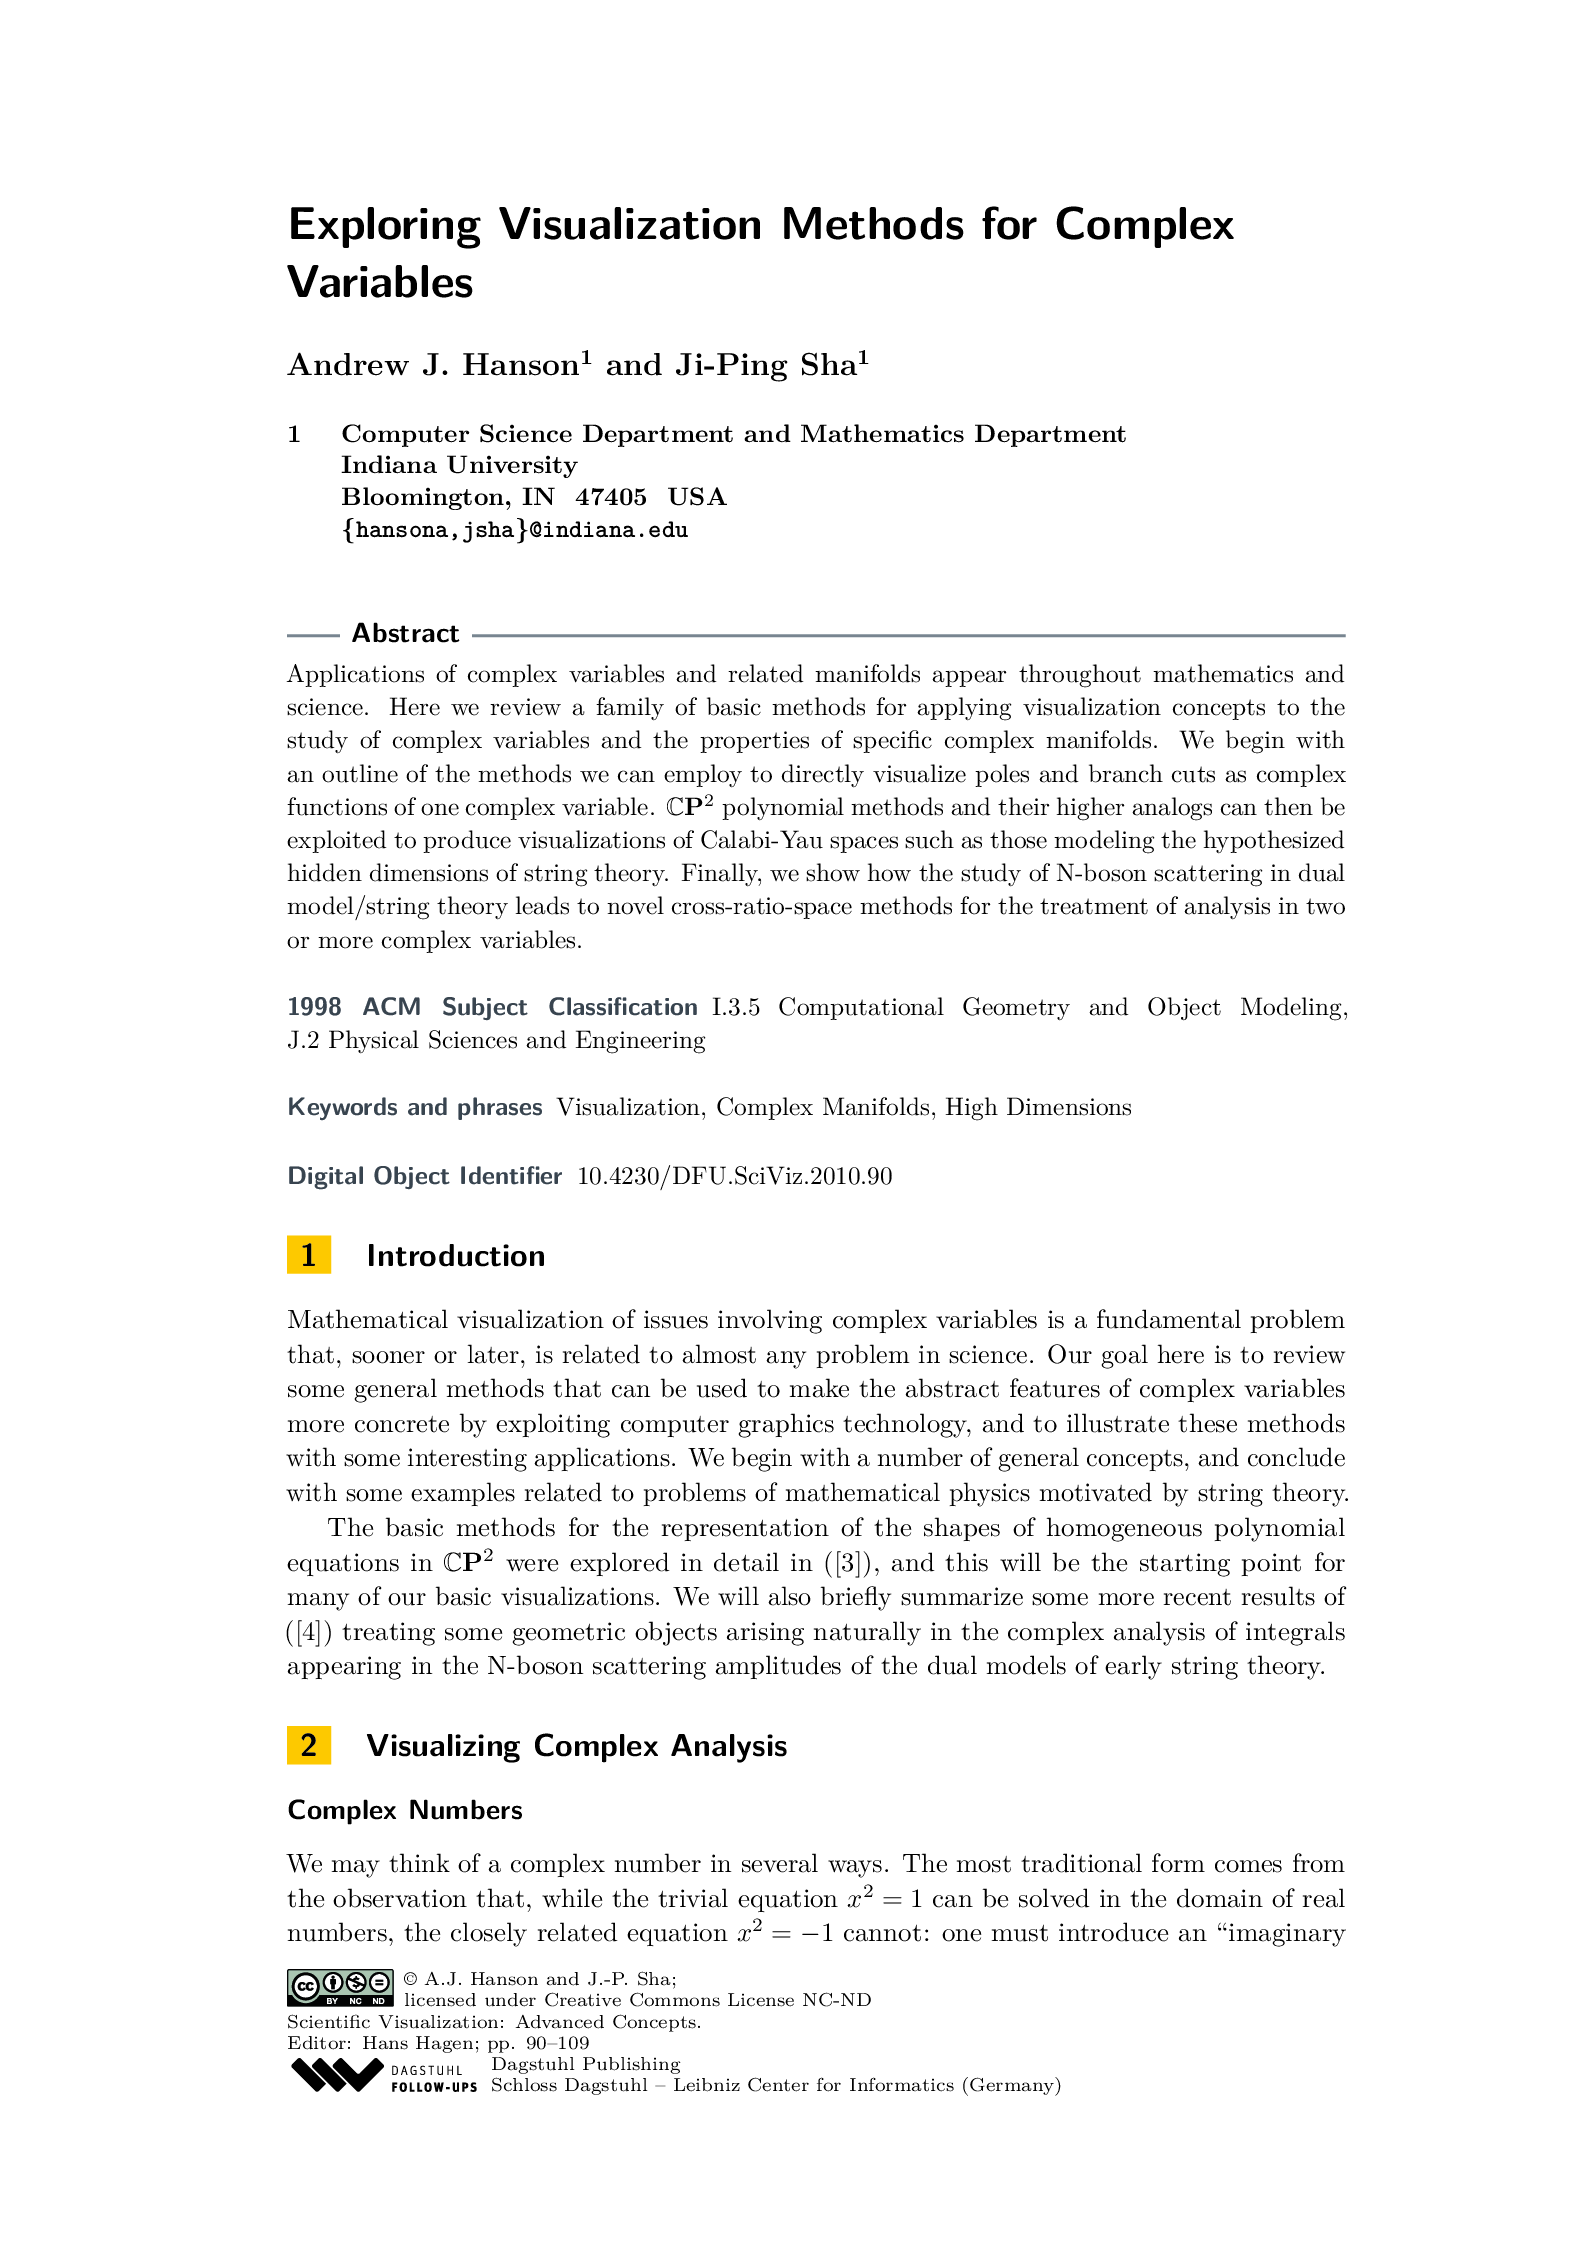 Exploring Visualization Methods for Complex
Variables
Andrew J. Hanson¹ and Ji-Ping Sha¹
1 Computer Science Department and Mathematics Department
Indiana University
Bloomington, IN 47405 USA
{hansona,jsha}@indiana.edu
Abstract
Applications of complex variables and related manifolds appear throughout mathematics and
science. Here we review a family of basic methods for applying visualization concepts to the
study of complex variables and the properties of specific complex manifolds. We begin with
an outline of the methods we can employ to directly visualize poles and branch cuts as complex
functions of one complex variable. ℂP² polynomial methods and their higher analogs can then be
exploited to produce visualizations of Calabi-Yau spaces such as those modeling the hypothesized
hidden dimensions of string theory. Finally, we show how the study of N-boson scattering in dual
model/string theory leads to novel cross-ratio-space methods for the treatment of analysis in two
or more complex variables.
1998 ACM Subject Classification I.3.5 Computational Geometry and Object Modeling,
J.2 Physical Sciences and Engineering
Keywords and phrases Visualization, Complex Manifolds, High Dimensions
Digital Object Identifier 10.4230/DFU.SciViz.2010.90
1 Introduction
Mathematical visualization of issues involving complex variables is a fundamental problem
that, sooner or later, is related to almost any problem in science. Our goal here is to review
some general methods that can be used to make the abstract features of complex variables
more concrete by exploiting computer graphics technology, and to illustrate these methods
with some interesting applications. We begin with a number of general concepts, and conclude
with some examples related to problems of mathematical physics motivated by string theory.
The basic methods for the representation of the shapes of homogeneous polynomial
equations in ℂP² were explored in detail in ([3]), and this will be the starting point for
many of our basic visualizations. We will also briefly summarize some more recent results of
([4]) treating some geometric objects arising naturally in the complex analysis of integrals
appearing in the N-boson scattering amplitudes of the dual models of early string theory.
2 Visualizing Complex Analysis
Complex Numbers
We may think of a complex number in several ways. The most traditional form comes from
the observation that, while the trivial equation x² = 1 can be solved in the domain of real
numbers, the closely related equation x² = −1 cannot: one must introduce an “imaginary
cc BY NC ND
© A.J. Hanson and J.-P. Sha;
licensed under Creative Commons License NC-ND
Scientific Visualization: Advanced Concepts.
Editor: Hans Hagen; pp. 90–109
DAGSTUHL
FOLLOW-UPS
Dagstuhl Publishing
Schloss Dagstuhl – Leibniz Center for Informatics (Germany)